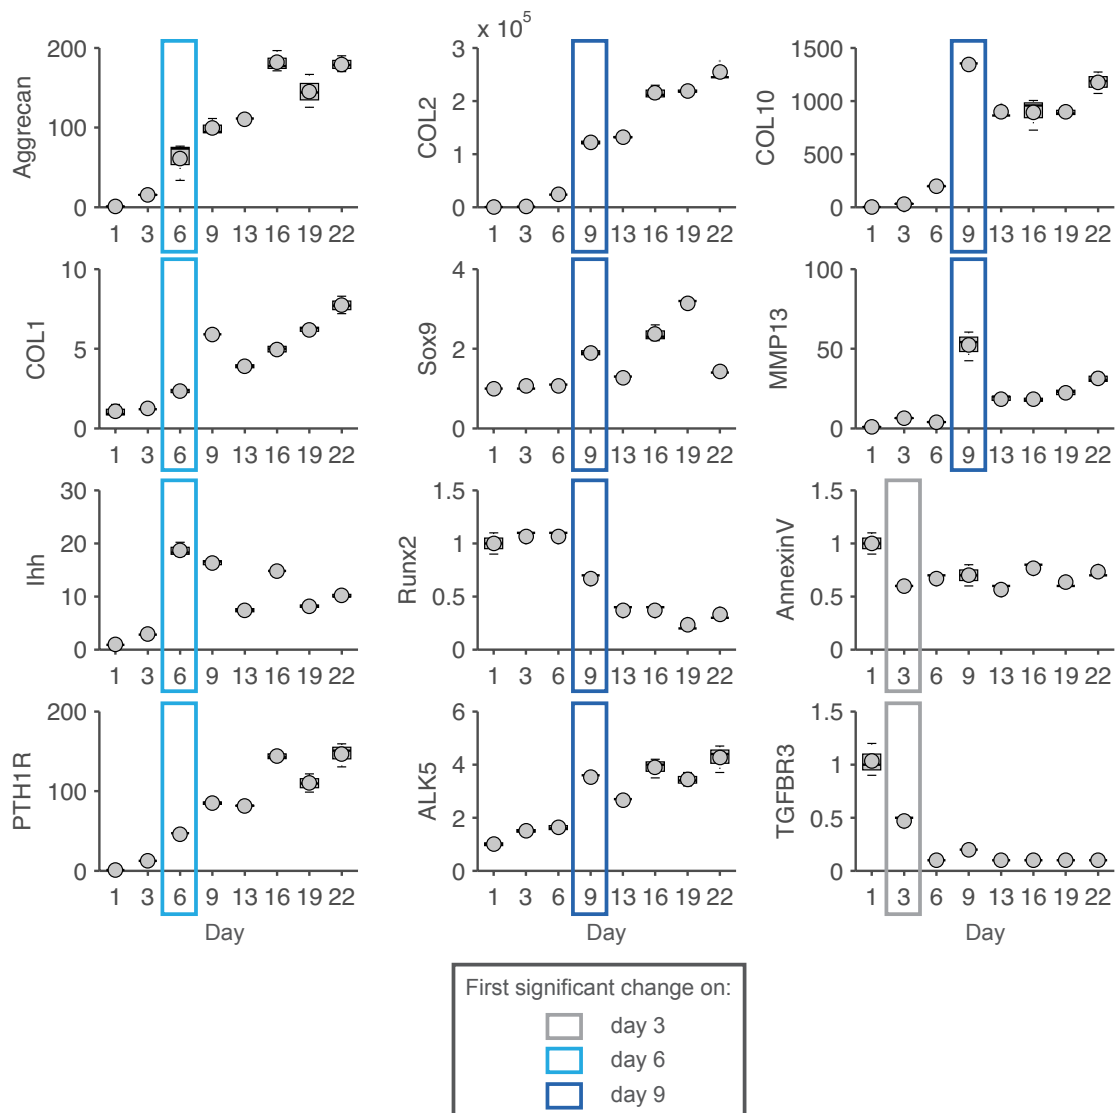 Aggrecan
200
100
0
1 3 6 9 13 16 19 22
COL2
x 10^5
3
2
1
0
1 3 6 9 13 16 19 22
COL10
1500
1000
500
0
1 3 6 9 13 16 19 22
COL1
10
5
0
1 3 6 9 13 16 19 22
Sox9
4
2
0
1 3 6 9 13 16 19 22
MMP13
100
50
0
1 3 6 9 13 16 19 22
Ihh
30
20
10
0
1 3 6 9 13 16 19 22
Runx2
1.5
1
0.5
0
1 3 6 9 13 16 19 22
AnnexinV
1.5
1
0.5
0
1 3 6 9 13 16 19 22
PTH1R
200
100
0
1 3 6 9 13 16 19 22
Day
ALK5
6
4
2
0
1 3 6 9 13 16 19 22
Day
TGFBR3
1.5
1
0.5
0
1 3 6 9 13 16 19 22
Day
First significant change on:
day 3
day 6
day 9